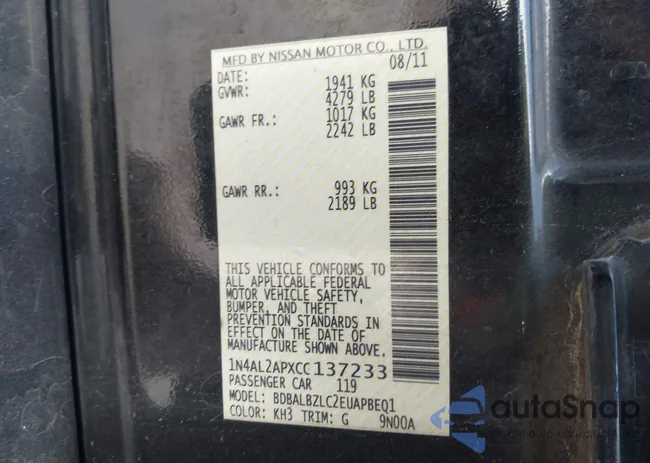 MFD BY NISSAN MOTOR CO., LTD.
DATE: 08/11
GVWR: 1941 KG
4279 LB
GAWR FR.: 1017 KG
2242 LB
GAWR RR.: 993 KG
2189 LB
THIS VEHICLE CONFORMS TO
ALL APPLICABLE FEDERAL
MOTOR VEHICLE SAFETY,
BUMPER, AND THEFT
PREVENTION STANDARDS IN
EFFECT ON THE DATE OF
MANUFACTURE SHOWN ABOVE.
1N4AL2APXCC137233
PASSENGER CAR 119
MODEL: BDBALBZLC2EUAPBEQ1
COLOR: KH3 TRIM: G 9N00A
autoSnap